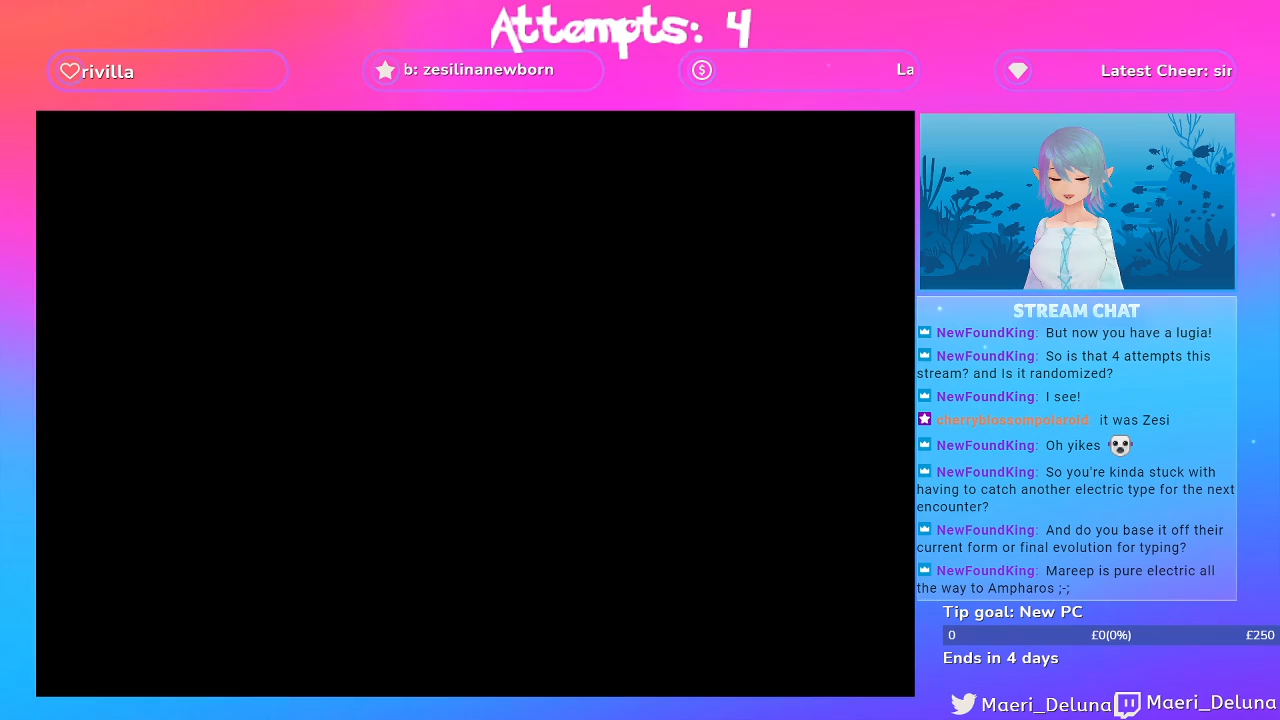 Attempts: 4
rivilla
b: zesilinanewborn
La
Latest Cheer: sir
STREAM CHAT
NewFoundKing: But now you have a lugia!
NewFoundKing: So is that 4 attempts this
stream? and Is it randomized?
NewFoundKing: I see!
cherryblossompolaroid: it was Zesi
NewFoundKing: Oh yikes
NewFoundKing: So you're kinda stuck with
having to catch another electric type for the next
encounter?
NewFoundKing: And do you base it off their
current form or final evolution for typing?
NewFoundKing: Mareep is pure electric all
the way to Ampharos ;-;
Tip goal: New PC
0 £0(0%) £250
Ends in 4 days
Maeri_Deluna Maeri_Deluna